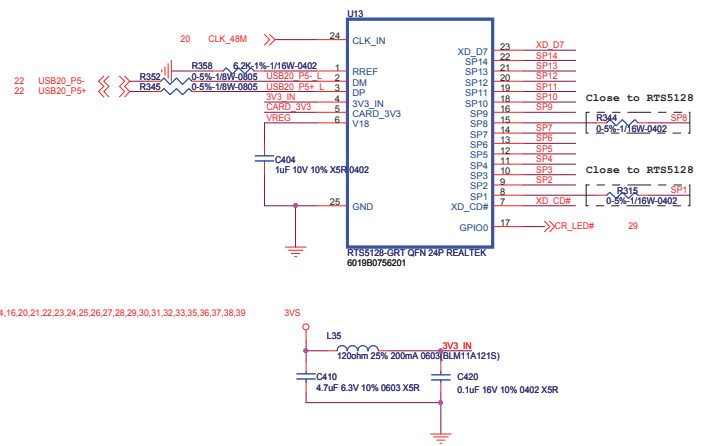 U13
20 CLK_48M 24 CLK_IN
XD_D7 23 XD_D7
SP14 22 SP14
R358 6.2K-1%-1/16W-0402 1 RREF SP13 21 SP13
22 USB20_P5- R352 0-5%-1/8W-0805 USB20_P5-_L 2 DM SP12 20 SP12
22 USB20_P5+ R345 0-5%-1/8W-0805 USB20_P5+_L 3 DP SP11 19 SP11
3V3_IN 4 3V3_IN SP10 18 SP10
CARD_3V3 5 CARD_3V3 SP9 16 SP9
Close to RTS5128
VREG 6 V18 SP8 15 R344 SP8
0-5%-1/16W-0402
SP7 14 SP7
SP6 13 SP6
SP5 12 SP5
C404 SP4 11 SP4
1uF 10V 10% X5R 0402 SP3 10 SP3
Close to RTS5128
SP2 9 SP2
SP1 8 R315 SP1
0-5%-1/16W-0402
25 GND XD_CD# 7 XD_CD#
GPIO0 17 CR_LED# 29
RTS5128-GRT QFN 24P REALTEK
6019B0756201
4,16,20,21,22,23,24,25,26,27,28,29,30,31,32,33,35,36,37,38,39 3VS
L35
3V3_IN
120ohm 25% 200mA 0603(BLM11A121S)
C410
4.7uF 6.3V 10% 0603 X5R
C420
0.1uF 16V 10% 0402 X5R